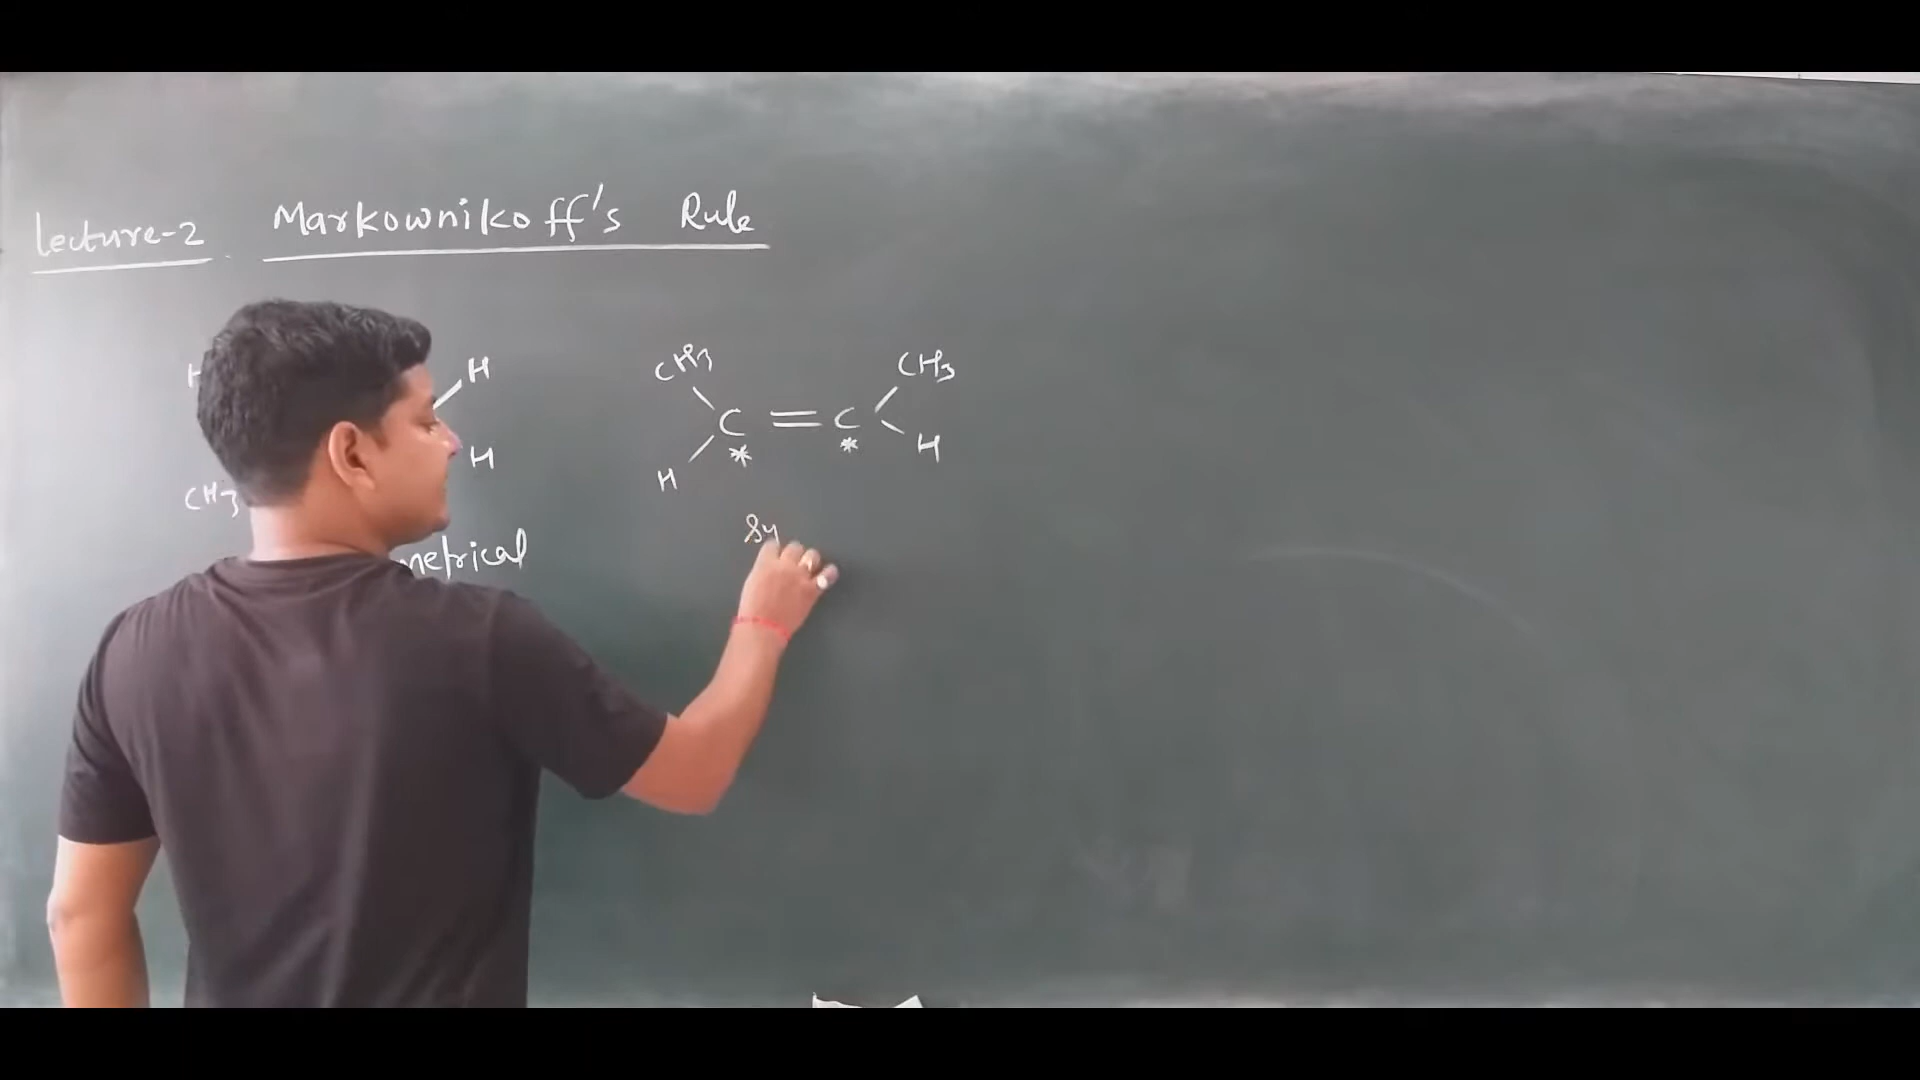 Lecture-2 Markownikoff's Rule
H CH3 CH3
C = C
* *
H H H
CH3
Sy
metrical